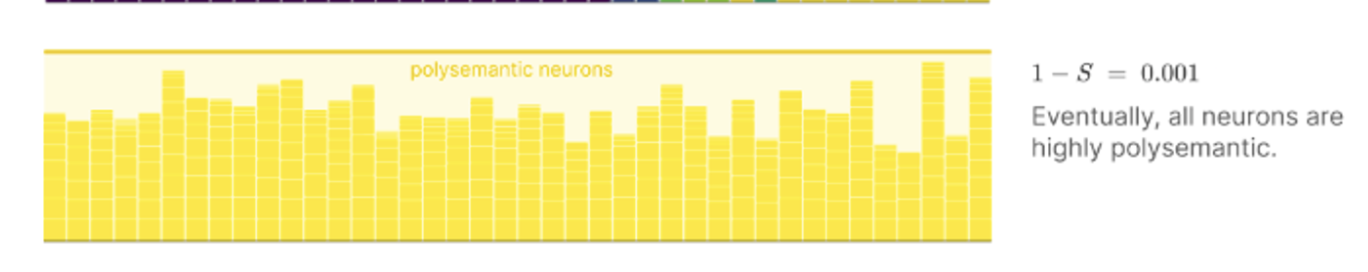 polysemantic neurons
1 − S = 0.001
Eventually, all neurons are
highly polysemantic.